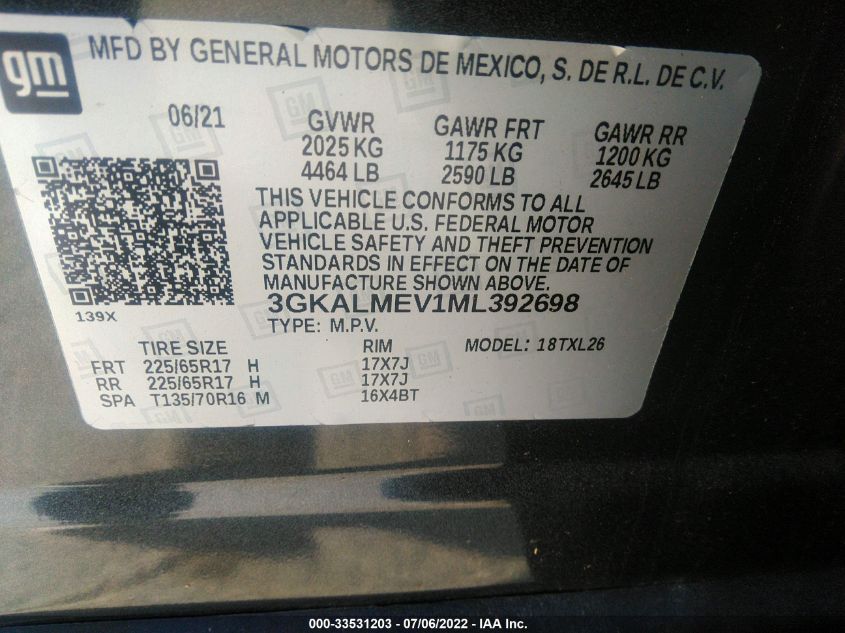 gm
MFD BY GENERAL MOTORS DE MEXICO, S. DE R.L. DE C.V.
06/21 GVWR GAWR FRT GAWR RR
2025 KG 1175 KG 1200 KG
4464 LB 2590 LB 2645 LB
THIS VEHICLE CONFORMS TO ALL
APPLICABLE U.S. FEDERAL MOTOR
VEHICLE SAFETY AND THEFT PREVENTION
STANDARDS IN EFFECT ON THE DATE OF
MANUFACTURE SHOWN ABOVE.
3GKALMEV1ML392698
139X
TYPE: M.P.V.
TIRE SIZE RIM MODEL: 18TXL26
FRT 225/65R17 H 17X7J
RR 225/65R17 H 17X7J
SPA T135/70R16 M 16X4BT
000-33531203 - 07/06/2022 - IAA Inc.